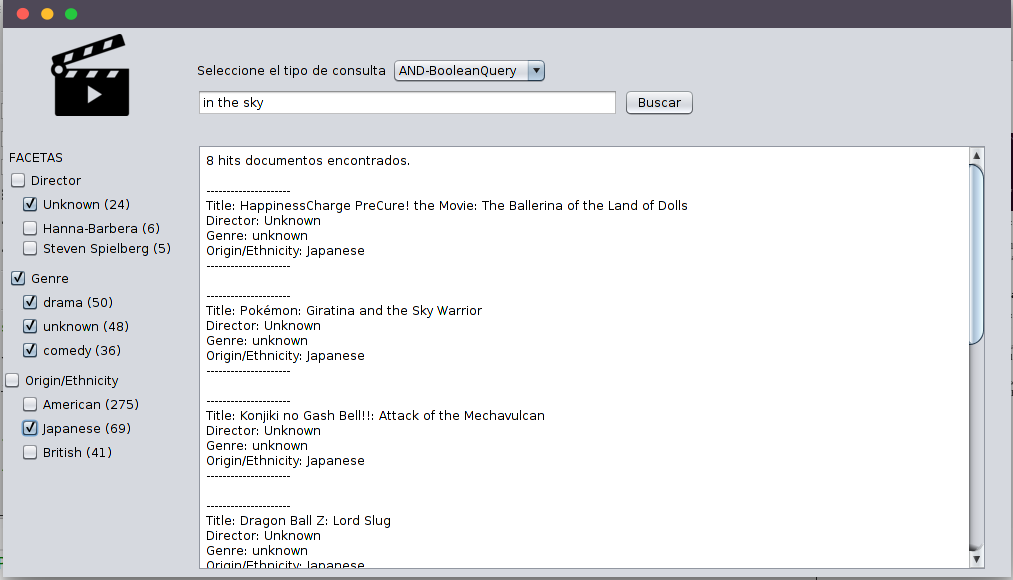 Seleccione el tipo de consulta AND-BooleanQuery
in the sky Buscar
FACETAS
Director
Unknown (24)
Hanna-Barbera (6)
Steven Spielberg (5)
Genre
drama (50)
unknown (48)
comedy (36)
Origin/Ethnicity
American (275)
Japanese (69)
British (41)
8 hits documentos encontrados.
---------------------
Title: HappinessCharge PreCure! the Movie: The Ballerina of the Land of Dolls
Director: Unknown
Genre: unknown
Origin/Ethnicity: Japanese
---------------------
---------------------
Title: Pokémon: Giratina and the Sky Warrior
Director: Unknown
Genre: unknown
Origin/Ethnicity: Japanese
---------------------
---------------------
Title: Konjiki no Gash Bell!!: Attack of the Mechavulcan
Director: Unknown
Genre: unknown
Origin/Ethnicity: Japanese
---------------------
---------------------
Title: Dragon Ball Z: Lord Slug
Director: Unknown
Genre: unknown
Origin/Ethnicity: Japanese